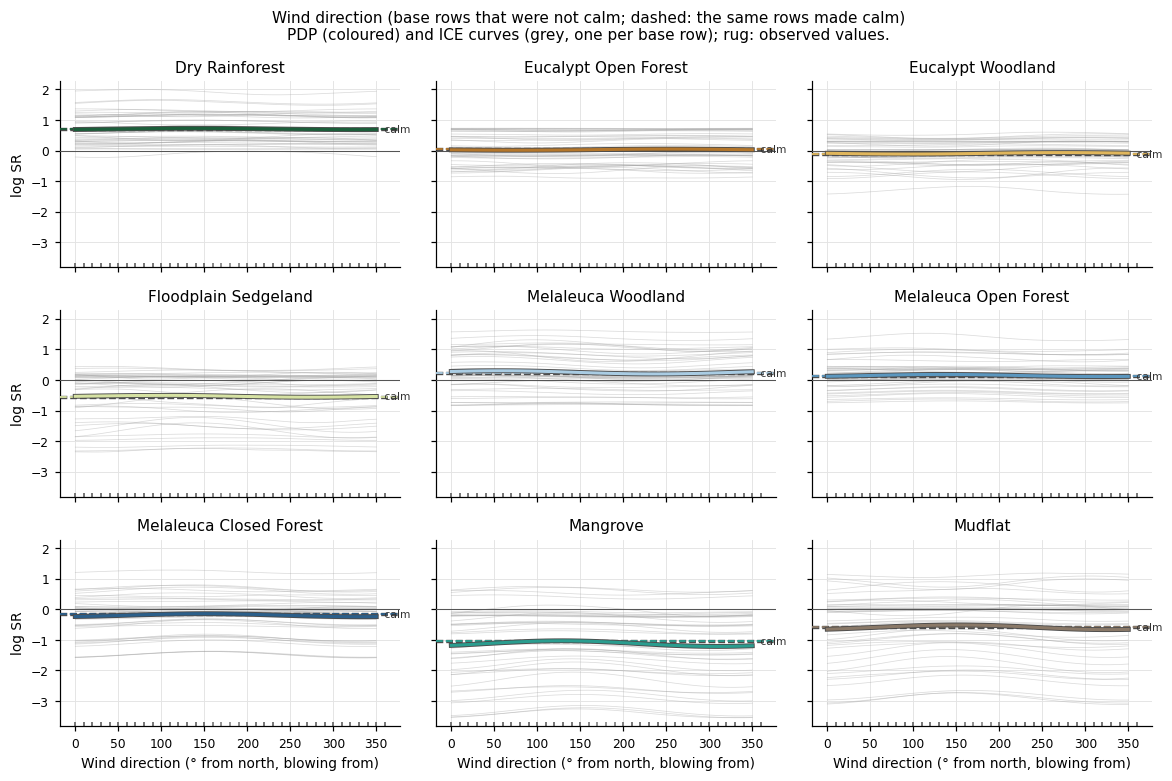 Wind direction (base rows that were not calm; dashed: the same rows made calm)
PDP (coloured) and ICE curves (grey, one per base row); rug: observed values.
Dry Rainforest
Eucalypt Open Forest
Eucalypt Woodland
2
1
0
−1
−2
−3
log SR
calm
calm
calm
Floodplain Sedgeland
Melaleuca Woodland
Melaleuca Open Forest
2
1
0
−1
−2
−3
log SR
calm
calm
calm
Melaleuca Closed Forest
Mangrove
Mudflat
2
1
0
−1
−2
−3
log SR
calm
calm
calm
0 50 100 150 200 250 300 350
0 50 100 150 200 250 300 350
0 50 100 150 200 250 300 350
Wind direction (° from north, blowing from)
Wind direction (° from north, blowing from)
Wind direction (° from north, blowing from)